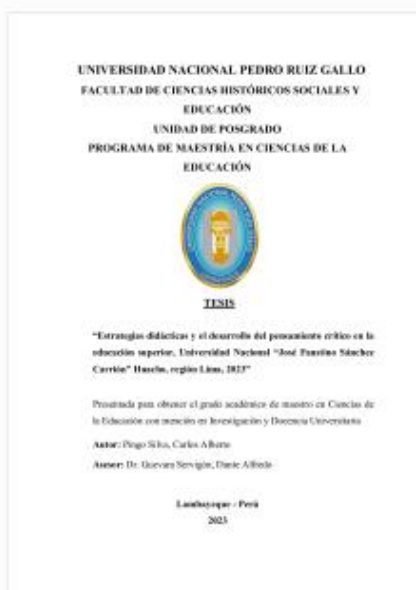 UNIVERSIDAD NACIONAL PEDRO RUIZ GALLO
FACULTAD DE CIENCIAS HISTÓRICOS SOCIALES Y
EDUCACIÓN
UNIDAD DE POSGRADO
PROGRAMA DE MAESTRÍA EN CIENCIAS DE LA
EDUCACIÓN
TESIS
“Estrategias didácticas y el desarrollo del pensamiento crítico en la
educación superior, Universidad Nacional “José Faustino Sánchez
Carrión” Huacho, región Lima, 2023”
Presentada para obtener el grado académico de maestro en Ciencias de
la Educación con mención en Investigación y Docencia Universitaria
Autor: Pingo Silva, Carlos Alberto
Asesor: Dr. Guevara Servigón, Dante Alfredo
Lambayeque - Perú
2023